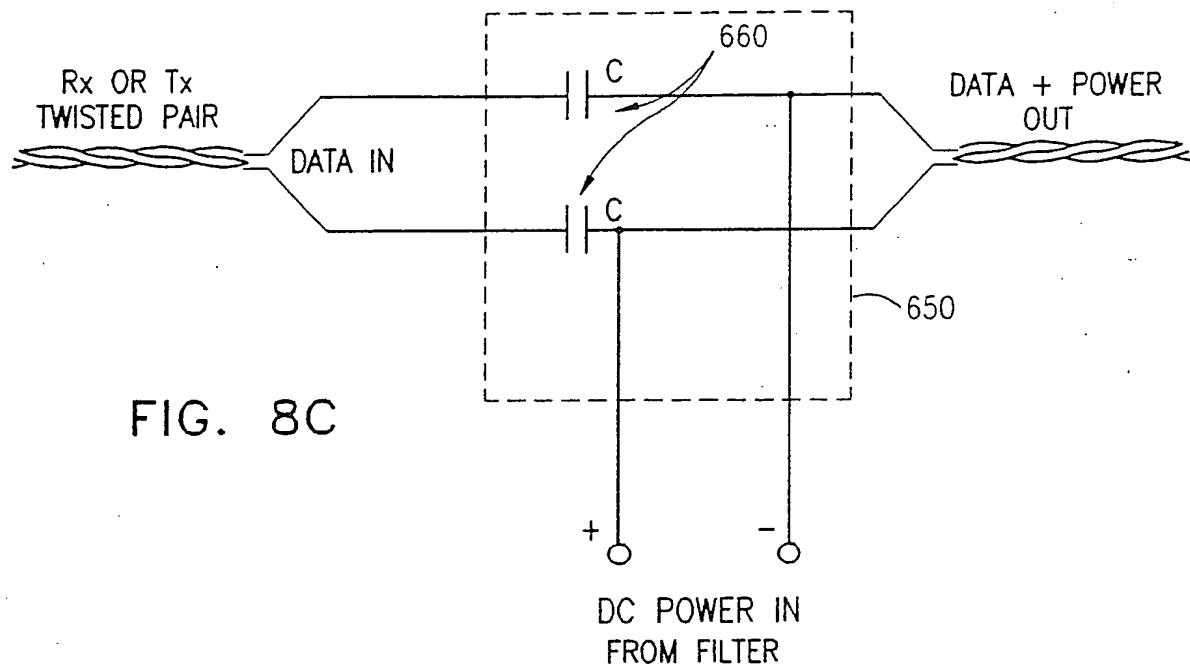 660
C
Rx OR Tx
TWISTED PAIR
DATA + POWER
OUT
DATA IN
C
650
FIG. 8C
+
-
DC POWER IN
FROM FILTER